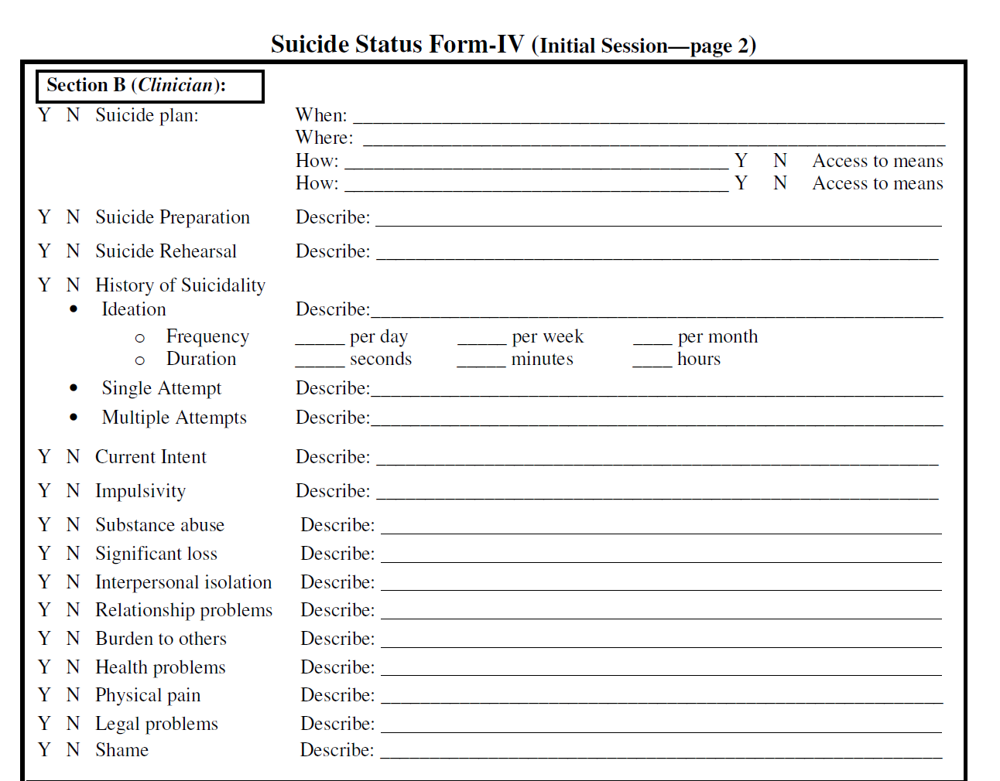 Suicide Status Form-IV (Initial Session—page 2)
Section B (Clinician):
Y N Suicide plan: When: ____________________
Where: ____________________
How: ____________________ Y N Access to means
How: ____________________ Y N Access to means
Y N Suicide Preparation Describe: ____________________
Y N Suicide Rehearsal Describe: ____________________
Y N History of Suicidality
• Ideation Describe:____________________
o Frequency _____ per day _____ per week ____ per month
o Duration _____ seconds _____ minutes ____ hours
• Single Attempt Describe:____________________
• Multiple Attempts Describe:____________________
Y N Current Intent Describe: ____________________
Y N Impulsivity Describe: ____________________
Y N Substance abuse Describe: ____________________
Y N Significant loss Describe: ____________________
Y N Interpersonal isolation Describe: ____________________
Y N Relationship problems Describe: ____________________
Y N Burden to others Describe: ____________________
Y N Health problems Describe: ____________________
Y N Physical pain Describe: ____________________
Y N Legal problems Describe: ____________________
Y N Shame Describe: ____________________